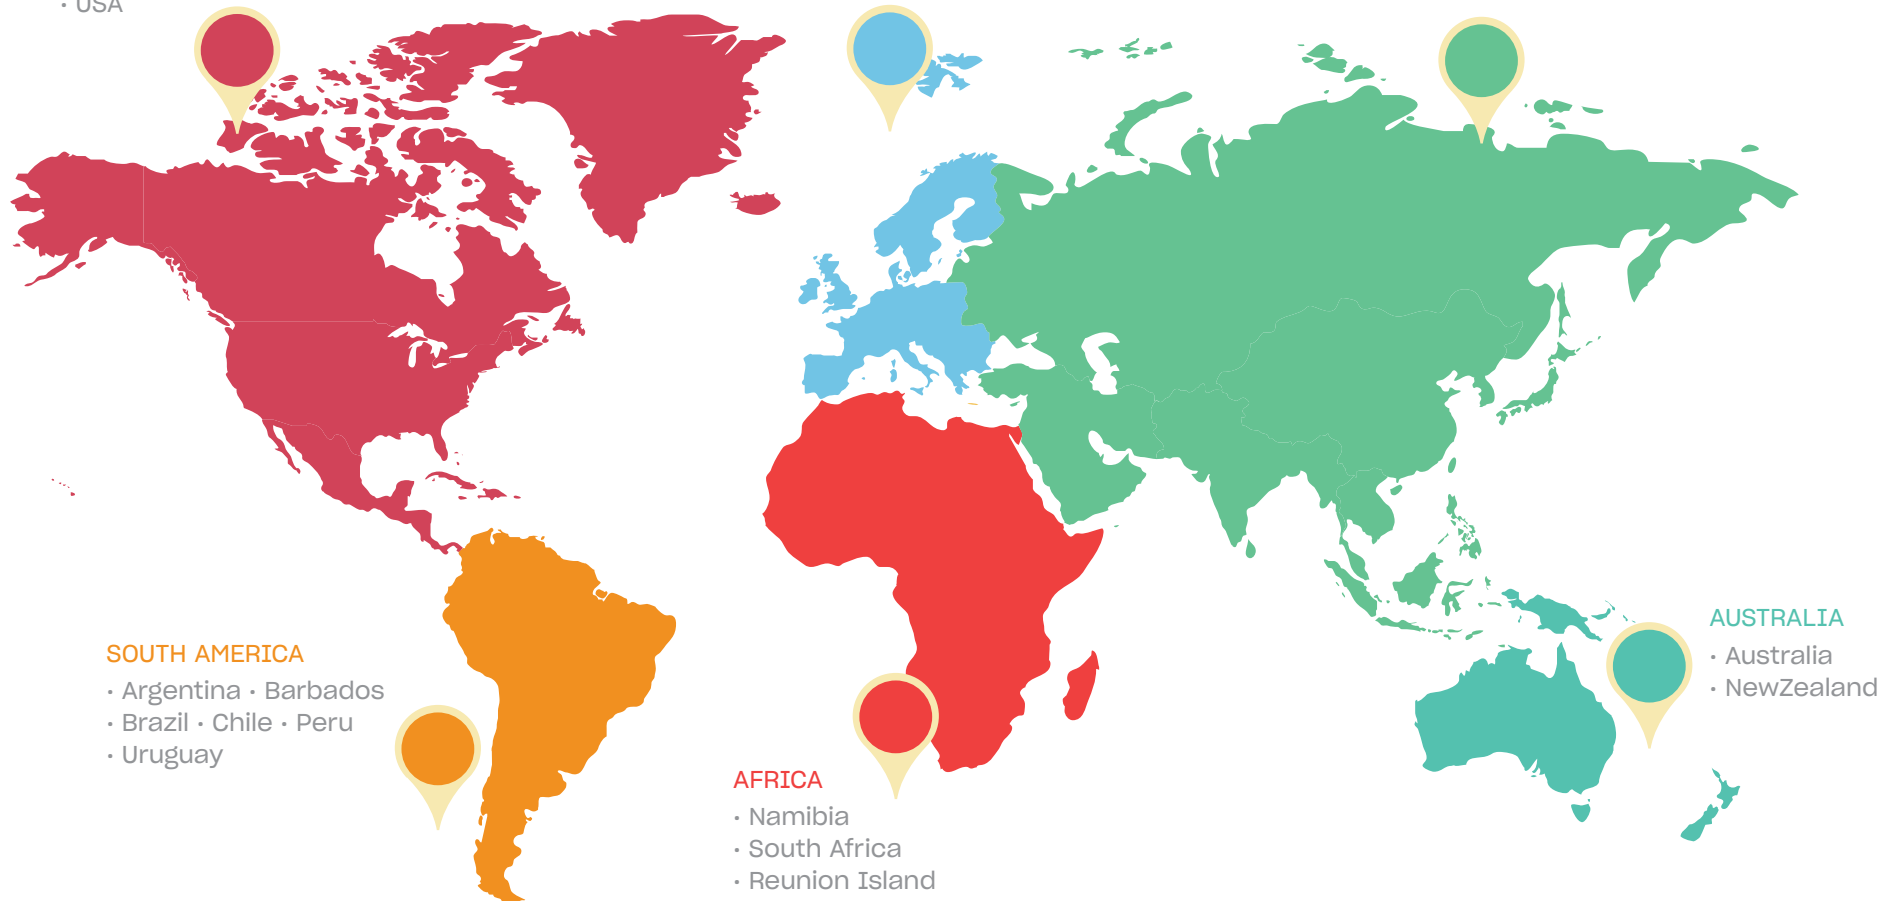 · USA
SOUTH AMERICA
· Argentina · Barbados
· Brazil · Chile · Peru
· Uruguay
AFRICA
· Namibia
· South Africa
· Reunion Island
AUSTRALIA
· Australia
· NewZealand